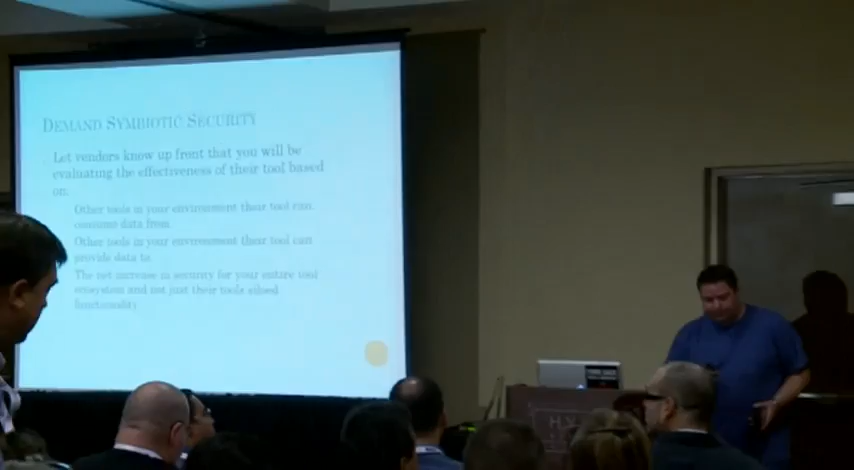 DEMAND SYMBIOTIC SECURITY
Let vendors know up front that you will be
evaluating the effectiveness of their tool based
on:
Other tools in your environment their tool can
consume data from
Other tools in your environment their tool can
provide data to
The net increase in security for your entire tool
ecosystem and not just their tools siloed
functionality